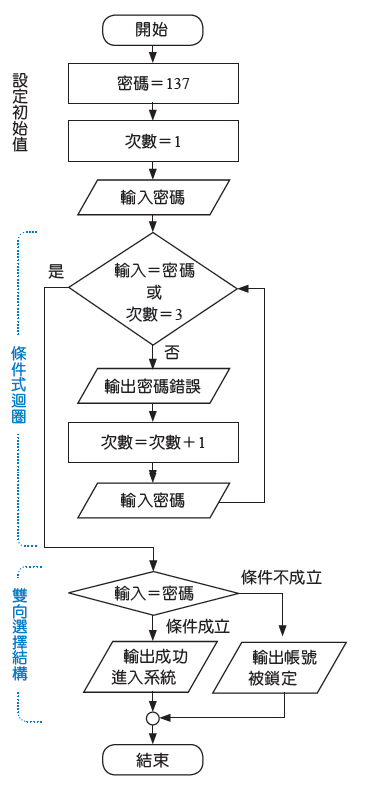 開始
設定初始值
密碼＝137
次數＝1
輸入密碼
條件式迴圈
是
輸入＝密碼
或
次數＝3
否
輸出密碼錯誤
次數＝次數＋1
輸入密碼
雙向選擇結構
輸入＝密碼
條件不成立
條件成立
輸出成功
進入系統
輸出帳號
被鎖定
結束